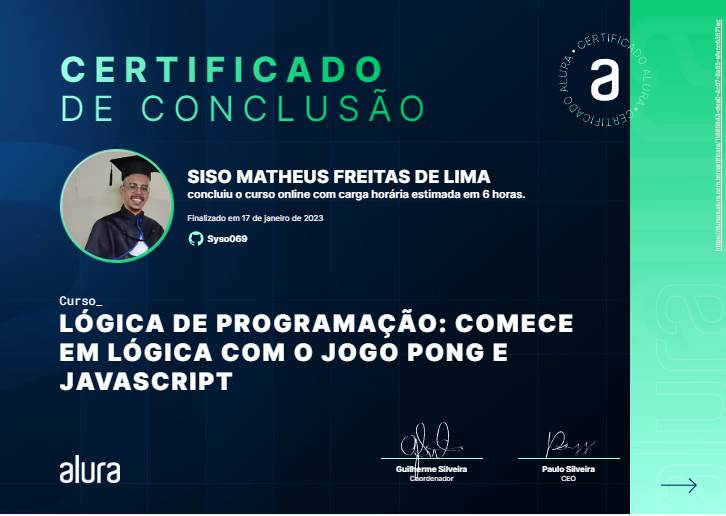 CERTIFICADO
DE CONCLUSÃO
CERTIFICADO ALURA • CERTIFICADO ALURA •
a
SISO MATHEUS FREITAS DE LIMA
concluiu o curso online com carga horária estimada em 6 horas.
Finalizado em 17 de janeiro de 2023
Syso069
Curso_
LÓGICA DE PROGRAMAÇÃO: COMECE
EM LÓGICA COM O JOGO PONG E
JAVASCRIPT
alura
Guilherme Silveira
Coordenador
Paulo Silveira
CEO
alura